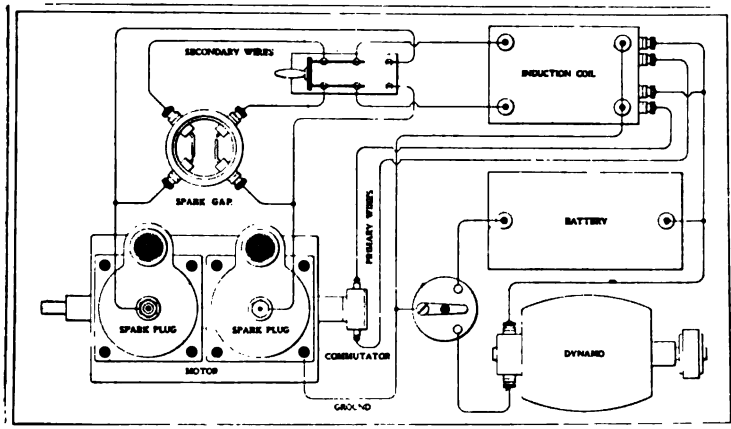 SECONDARY WIRES
INDUCTION COIL
SPARK GAP.
PRIMARY WIRES
BATTERY
SPARK PLUG
SPARK PLUG
COMMUTATOR
DYNAMO
MOTOR
GROUND